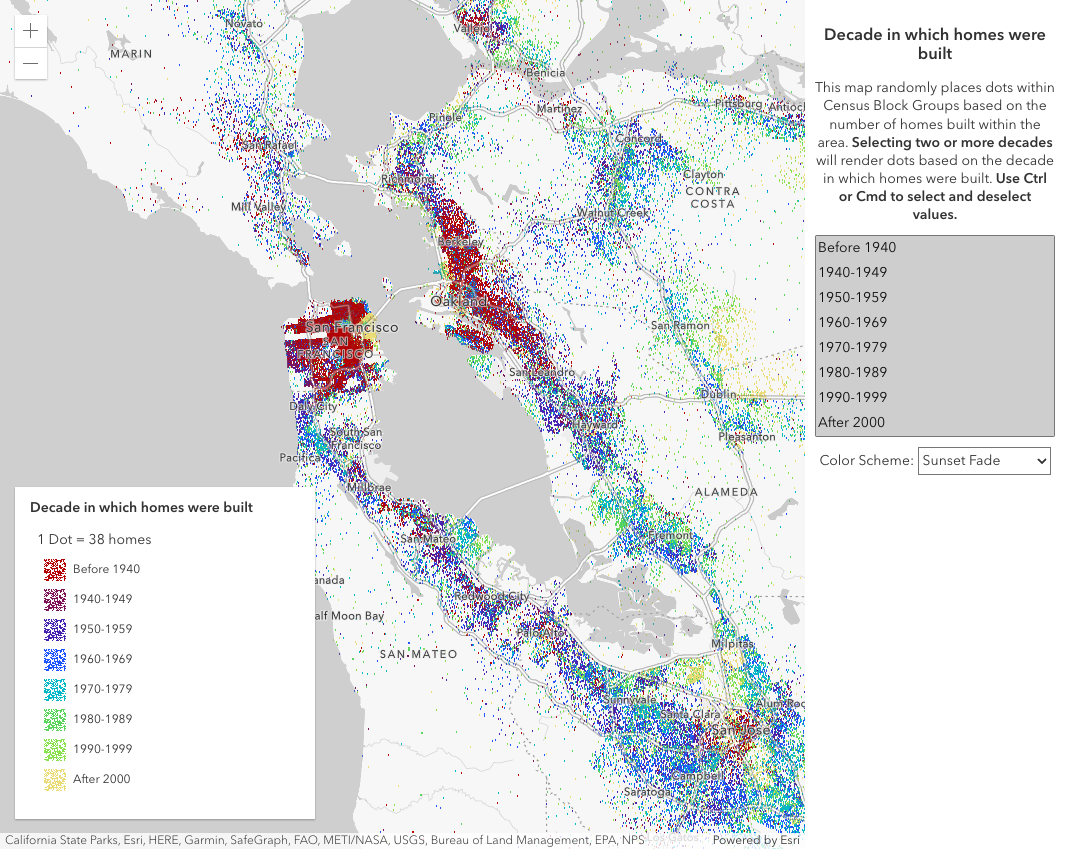 Novato
MARIN
Vallejo
Benicia
Martinez
Pittsburg
Antioch
Pinole
Concord
San Rafael
Richmond
Clayton
CONTRA
COSTA
Mill Valley
Walnut Creek
Berkeley
Oakland
San Francisco
SAN
FRANCISCO
San Ramon
San Leandro
Daly City
Dublin
Hayward
South San
Francisco
Pleasanton
Pacifica
Millbrae
ALAMEDA
San Mateo
Fremont
anada
Redwood City
alf Moon Bay
Palo Alto
SAN MATEO
Milpitas
Sunnyvale
Alum Roc
Santa Clara
San Jose
Campbell
Saratoga
Los Gatos
Decade in which homes were built
1 Dot = 38 homes
Before 1940
1940-1949
1950-1959
1960-1969
1970-1979
1980-1989
1990-1999
After 2000
California State Parks, Esri, HERE, Garmin, SafeGraph, FAO, METI/NASA, USGS, Bureau of Land Management, EPA, NPS
Powered by Esri
Decade in which homes were
built
This map randomly places dots within
Census Block Groups based on the
number of homes built within the
area. Selecting two or more decades
will render dots based on the decade
in which homes were built. Use Ctrl
or Cmd to select and deselect
values.
Before 1940
1940-1949
1950-1959
1960-1969
1970-1979
1980-1989
1990-1999
After 2000
Color Scheme: Sunset Fade